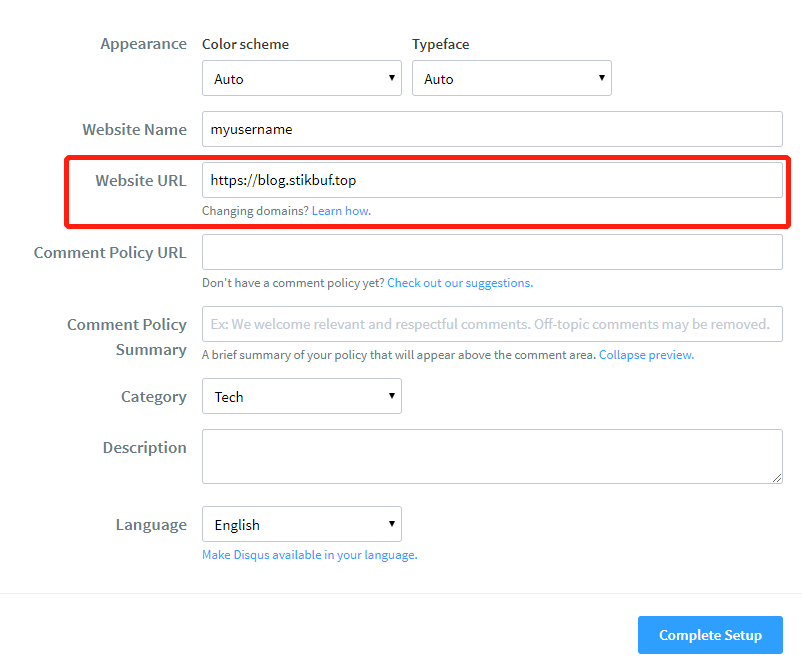 Appearance
Color scheme
Typeface
Auto
Auto
Website Name
myusername
Website URL
https://blog.stikbuf.top
Changing domains? Learn how.
Comment Policy URL
Don't have a comment policy yet? Check out our suggestions.
Comment Policy
Summary
Ex: We welcome relevant and respectful comments. Off-topic comments may be removed.
A brief summary of your policy that will appear above the comment area. Collapse preview.
Category
Tech
Description
Language
English
Make Disqus available in your language.
Complete Setup